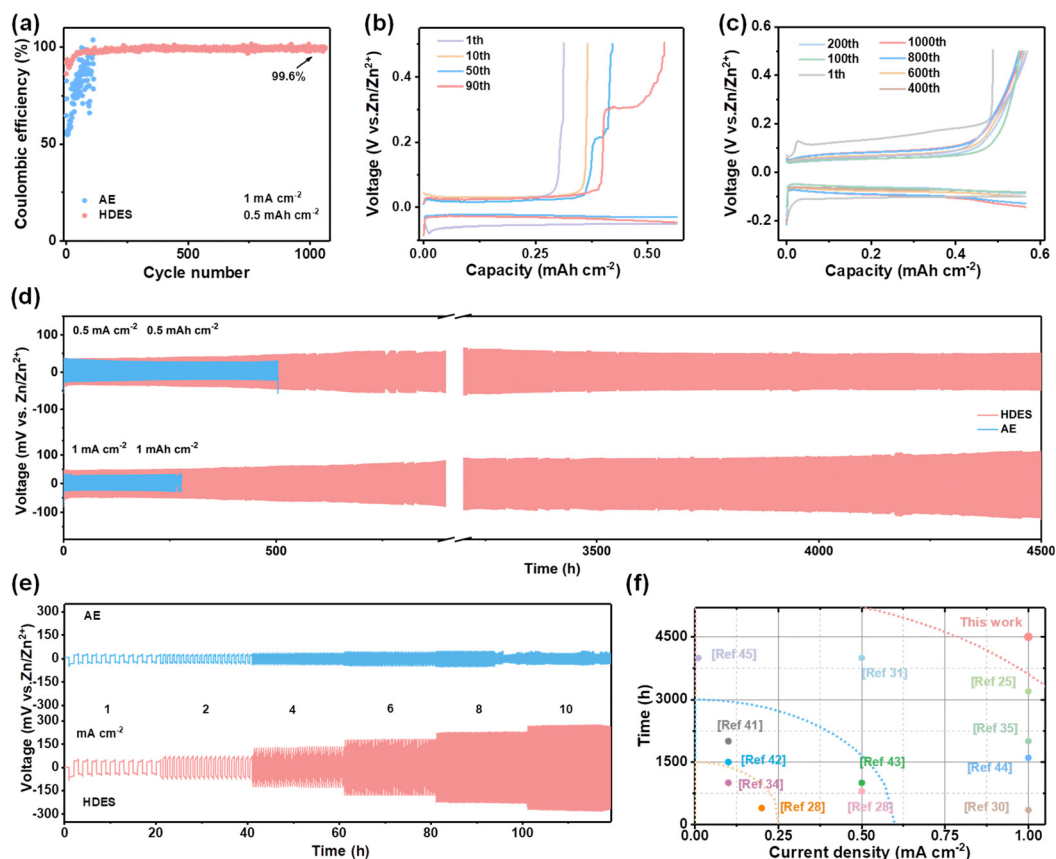 (a)
Coulombic efficiency (%)
100
50
0
99.6%
AE
HDES
1 mA cm⁻²
0.5 mAh cm⁻²
0
500
1000
Cycle number
(b)
Voltage (V vs.Zn/Zn²⁺)
0.4
0.2
0.0
1th
10th
50th
90th
0.00
0.25
0.50
Capacity (mAh cm⁻²)
(c)
Voltage (V vs.Zn/Zn²⁺)
0.5
0.4
0.2
0.0
-0.2
200th
100th
1th
1000th
800th
600th
400th
0.0
0.2
0.4
0.6
Capacity (mAh cm⁻²)
(d)
Voltage (mV vs. Zn/Zn²⁺)
100
0
-100
0.5 mA cm⁻² 0.5 mAh cm⁻²
100
0
-100
1 mA cm⁻² 1 mAh cm⁻²
HDES
AE
0
500
3500
4000
4500
Time (h)
(e)
Voltage (mV vs.Zn/Zn²⁺)
300
150
0
-150
-300
AE
1
2
4
6
8
10
mA cm⁻²
300
150
0
-150
-300
HDES
0
20
40
60
80
100
Time (h)
(f)
Time (h)
4500
3000
1500
0
This work
[Ref 45]
[Ref 31]
[Ref 25]
[Ref 41]
[Ref 35]
[Ref 42]
[Ref 43]
[Ref 44]
[Ref 34]
[Ref 28]
[Ref 28]
[Ref 30]
0.00
0.25
0.50
0.75
1.00
Current density (mA cm⁻²)